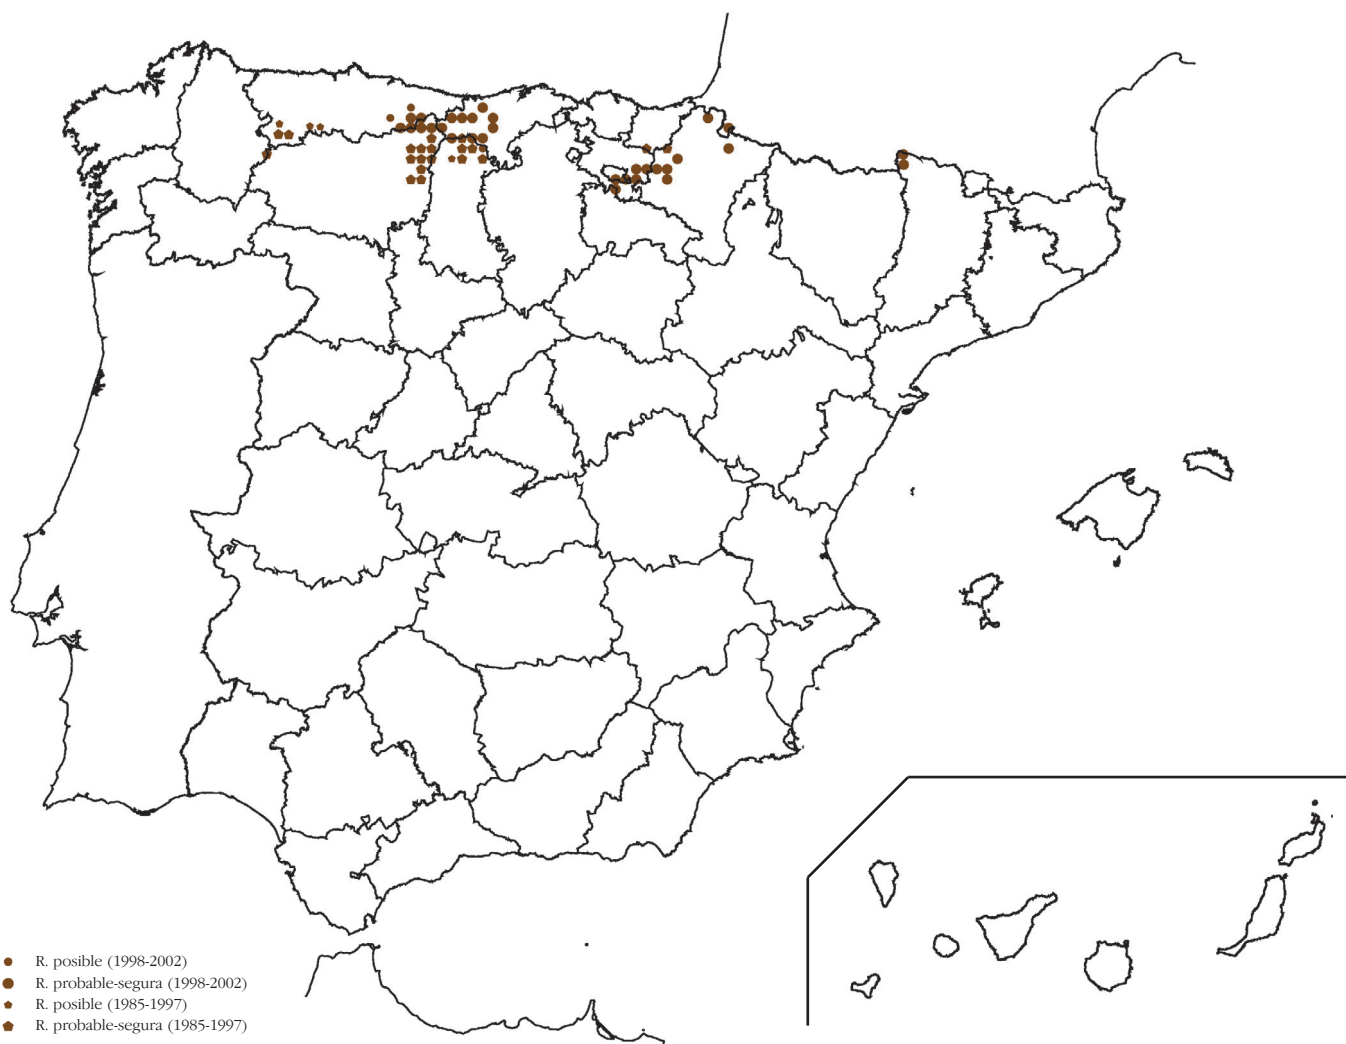 R. posible (1998-2002)
R. probable-segura (1998-2002)
R. posible (1985-1997)
R. probable-segura (1985-1997)